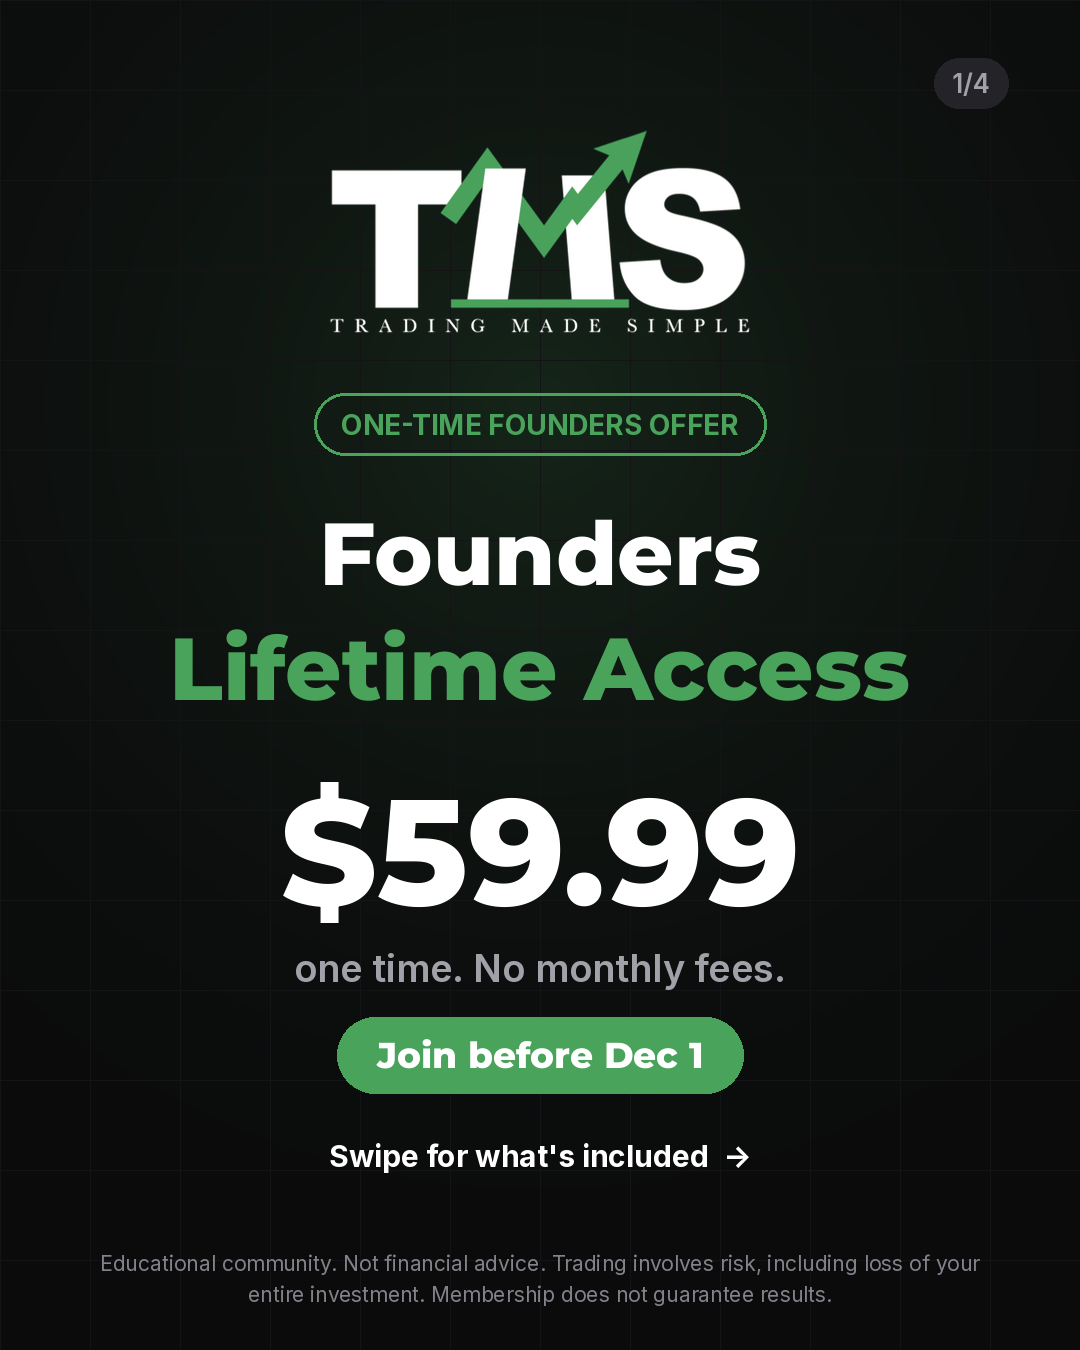 1/4
TMS
TRADING MADE SIMPLE
ONE-TIME FOUNDERS OFFER
Founders
Lifetime Access
$59.99
one time. No monthly fees.
Join before Dec 1
Swipe for what's included →
Educational community. Not financial advice. Trading involves risk, including loss of your
entire investment. Membership does not guarantee results.